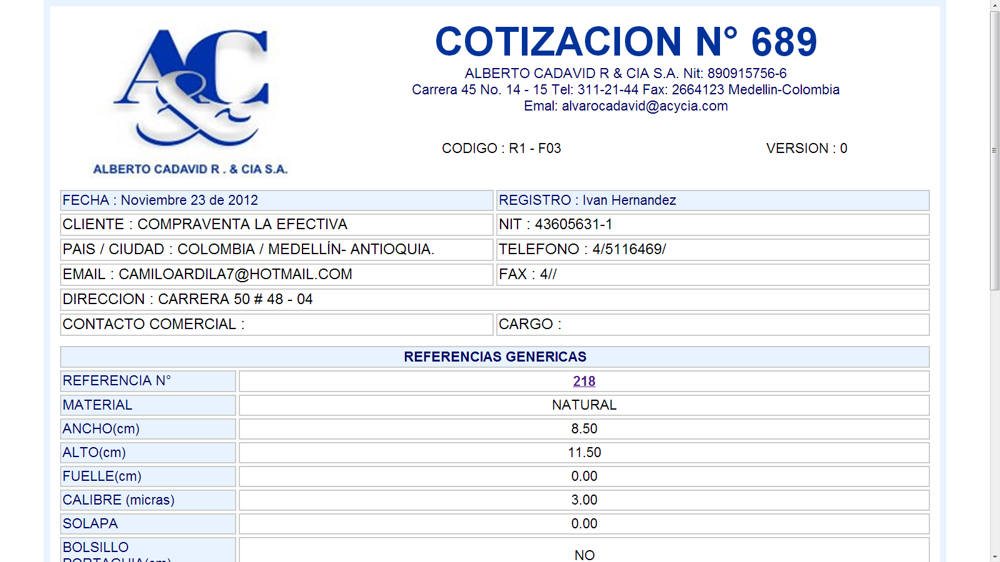 A&C
ALBERTO CADAVID R . & CIA S.A.
COTIZACION N° 689
ALBERTO CADAVID R & CIA S.A. Nit: 890915756-6
Carrera 45 No. 14 - 15 Tel: 311-21-44 Fax: 2664123 Medellin-Colombia
Emal: alvarocadavid@acycia.com
CODIGO : R1 - F03 VERSION : 0
FECHA : Noviembre 23 de 2012 REGISTRO : Ivan Hernandez
CLIENTE : COMPRAVENTA LA EFECTIVA NIT : 43605631-1
PAIS / CIUDAD : COLOMBIA / MEDELLÍN- ANTIOQUIA. TELEFONO : 4/5116469/
EMAIL : CAMILOARDILA7@HOTMAIL.COM FAX : 4//
DIRECCION : CARRERA 50 # 48 - 04
CONTACTO COMERCIAL : CARGO :
REFERENCIAS GENERICAS
REFERENCIA N° 218
MATERIAL NATURAL
ANCHO(cm) 8.50
ALTO(cm) 11.50
FUELLE(cm) 0.00
CALIBRE (micras) 3.00
SOLAPA 0.00
BOLSILLO
PORTAGUIA(cm) NO